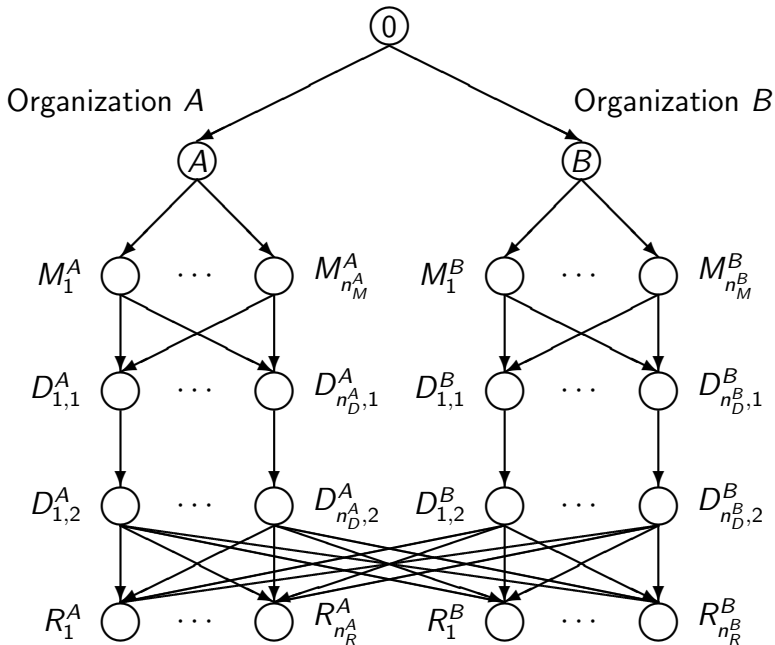 0
Organization A Organization B
A B
M_1^A ... M_{n_M^A}^A M_1^B ... M_{n_M^B}^B
D_{1,1}^A ... D_{n_D^A,1}^A D_{1,1}^B ... D_{n_D^B,1}^B
D_{1,2}^A ... D_{n_D^A,2}^A D_{1,2}^B ... D_{n_D^B,2}^B
R_1^A ... R_{n_R^A}^A R_1^B ... R_{n_R^B}^B